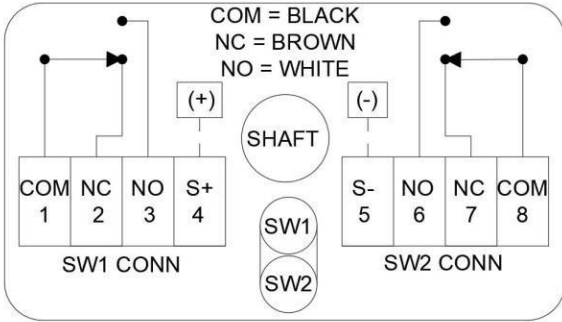 COM = BLACK
NC = BROWN
NO = WHITE
(+)
(-)
SHAFT
COM NC NO S+
1 2 3 4
S- NO NC COM
5 6 7 8
SW1 CONN
SW1
SW2
SW2 CONN